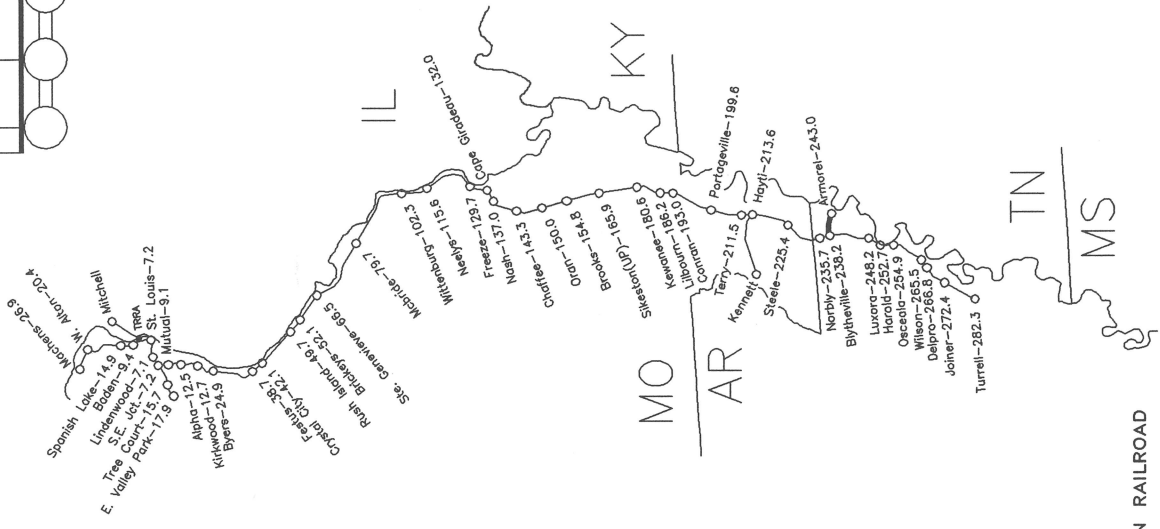 Machens-26.9
W. Alton-20.4
Mitchell
TRRA
St. Louis-7.2
Mutual-9.1
Spanish Lake-14.9
Boden-9.4
Lindenwood-7.1
S.E. Jct.-7.2
Tree Court-15.7
E. Valley Park-17.9
Alpha-12.5
Kirkwood-12.7
Byers-24.9
Festus-38.7
Crystal City-42.1
Rush Island-49.7
Brickeys-52.1
Ste. Genevieve-66.5
Mcbride-79.7
Wittenburg-102.3
Neelys-115.6
Cape Giradeau-132.0
Freeze-129.7
Nash-137.0
Chaffee-143.3
Oran-150.0
Brooks-154.8
Sikeston(UP)-165.9
Kewonee-180.6
Lilbourn-186.2
Conran-193.0
Portageville-199.6
Terry-211.5
Hayti-213.6
Kennett
Steele-225.4
Armorel-243.0
Norbly-235.7
Blytheville-238.2
Luxora-248.2
Harold-252.7
Osceola-254.9
Wilson-265.5
Delpro-266.8
Joiner-272.4
Turrell-282.3
IL
KY
MO
AR
TN
MS
N RAILROAD